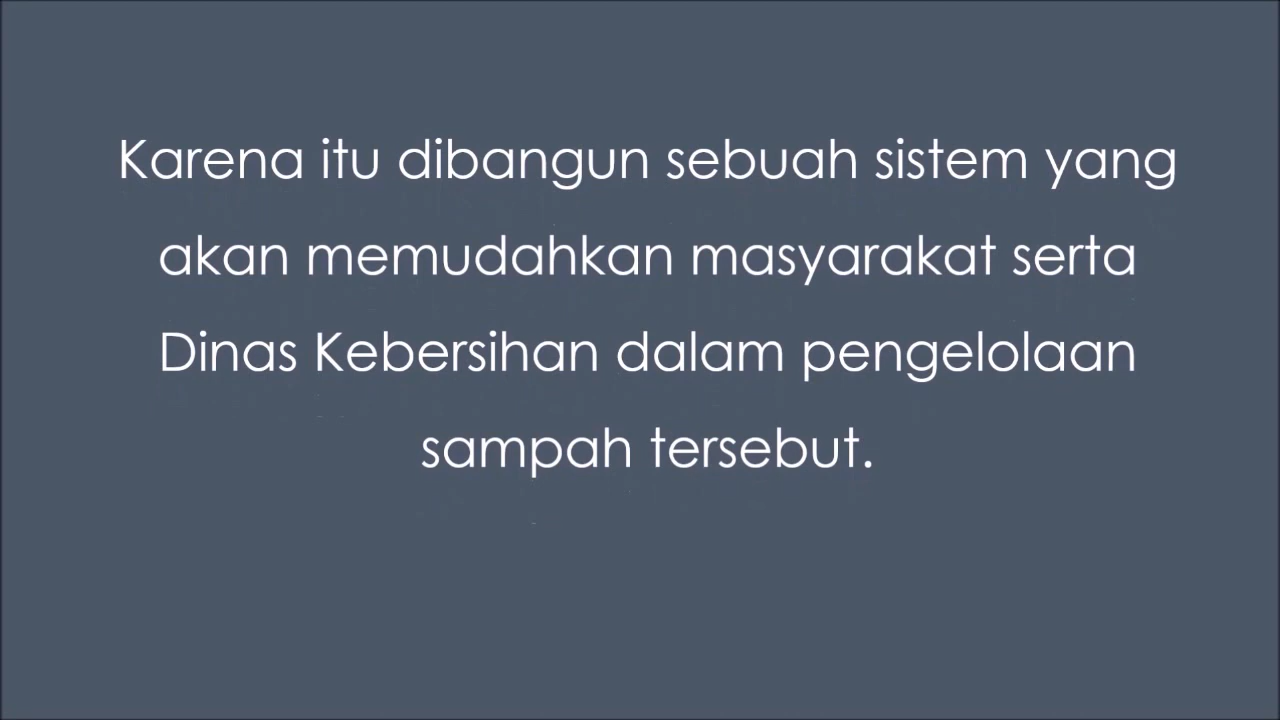 Karena itu dibangun sebuah sistem yang
akan memudahkan masyarakat serta
Dinas Kebersihan dalam pengelolaan
sampah tersebut.